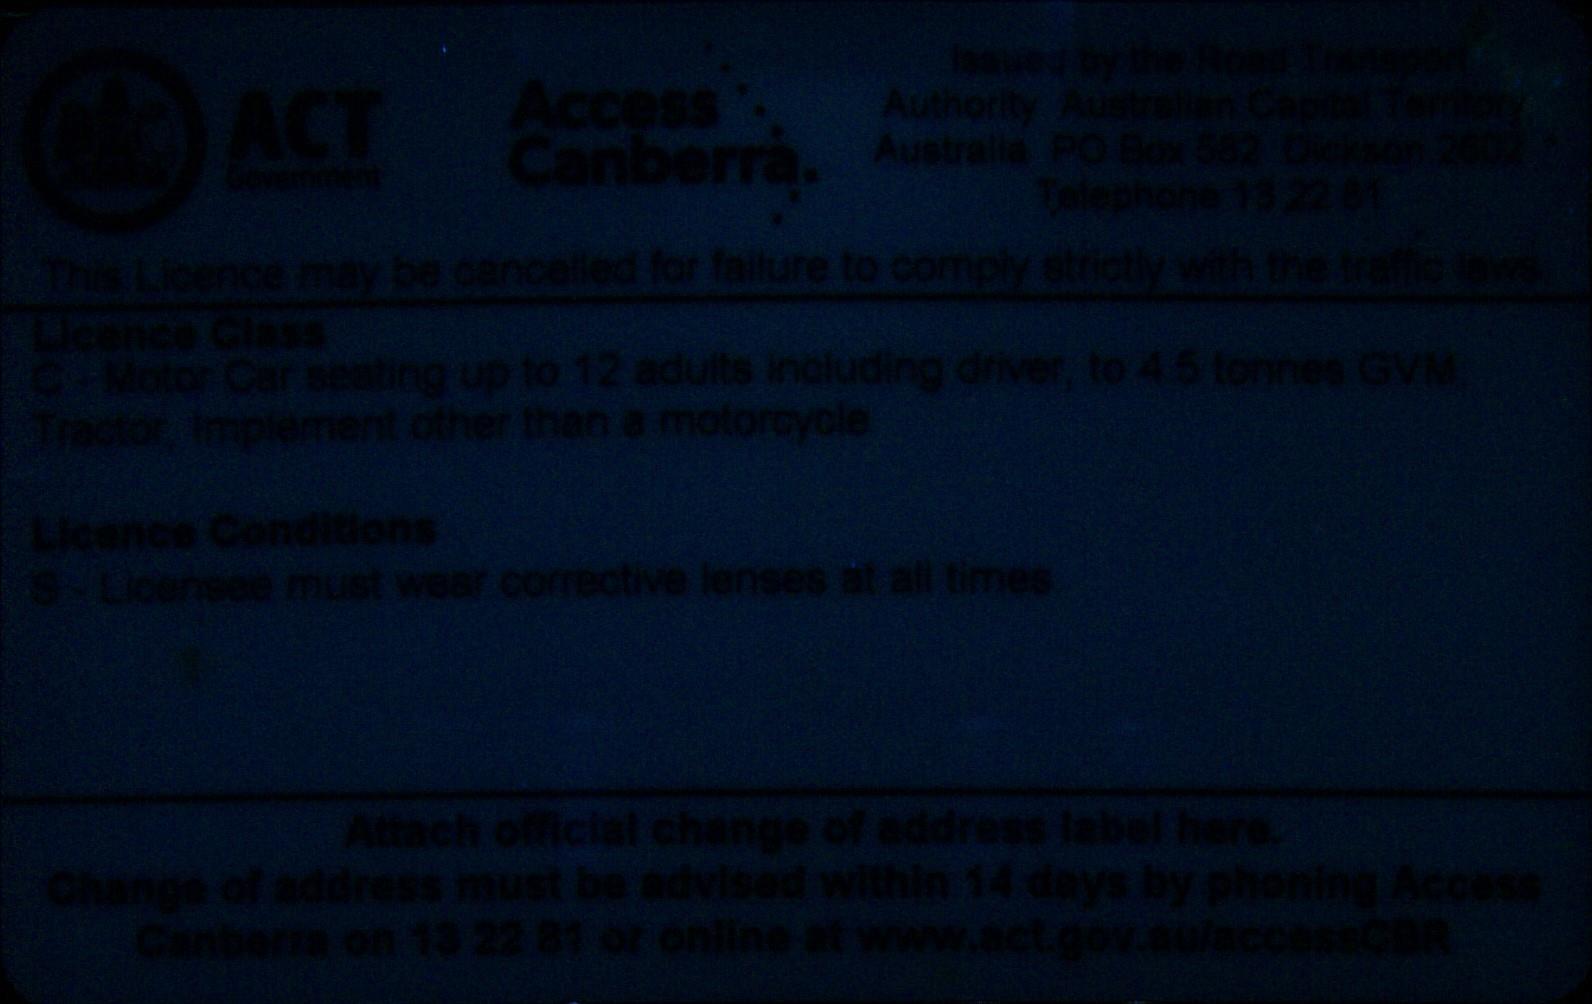 ACT
Government
Access
Canberra.
Issued by the Road Transport
Authority Australian Capital Territory
Australia PO Box 582 Dickson 2602
Telephone 13 22 81
This Licence may be cancelled for failure to comply strictly with the traffic laws.
Licence Class
C - Motor Car seating up to 12 adults including driver, to 4.5 tonnes GVM,
Tractor, Implement other than a motorcycle
Licence Conditions
S - Licensee must wear corrective lenses at all times
Attach official change of address label here.
Change of address must be advised within 14 days by phoning Access
Canberra on 13 22 81 or online at www.act.gov.au/accessCBR